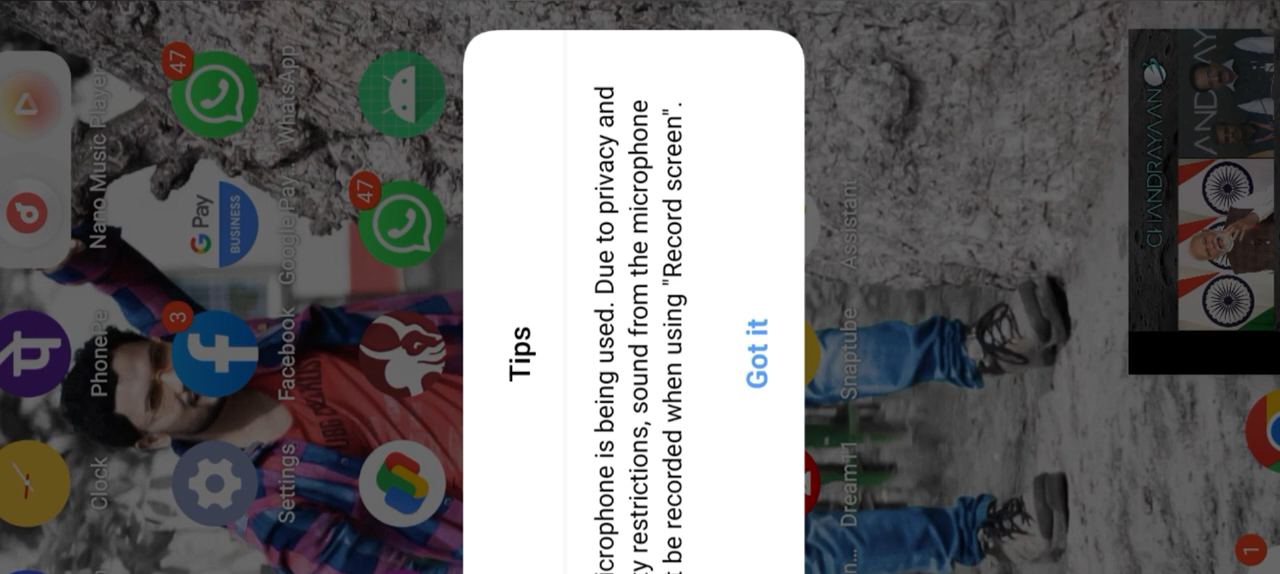 Clock PhonePe Nano Music Player
3
47
G Pay
BUSINESS
Settings Facebook Google Pay WhatsApp
47
Tips
icrophone is being used. Due to privacy and
y restrictions, sound from the microphone
t be recorded when using "Record screen".
Got it
n... Dream11 Snaptube Assistant
CHANDRAYAAN
1